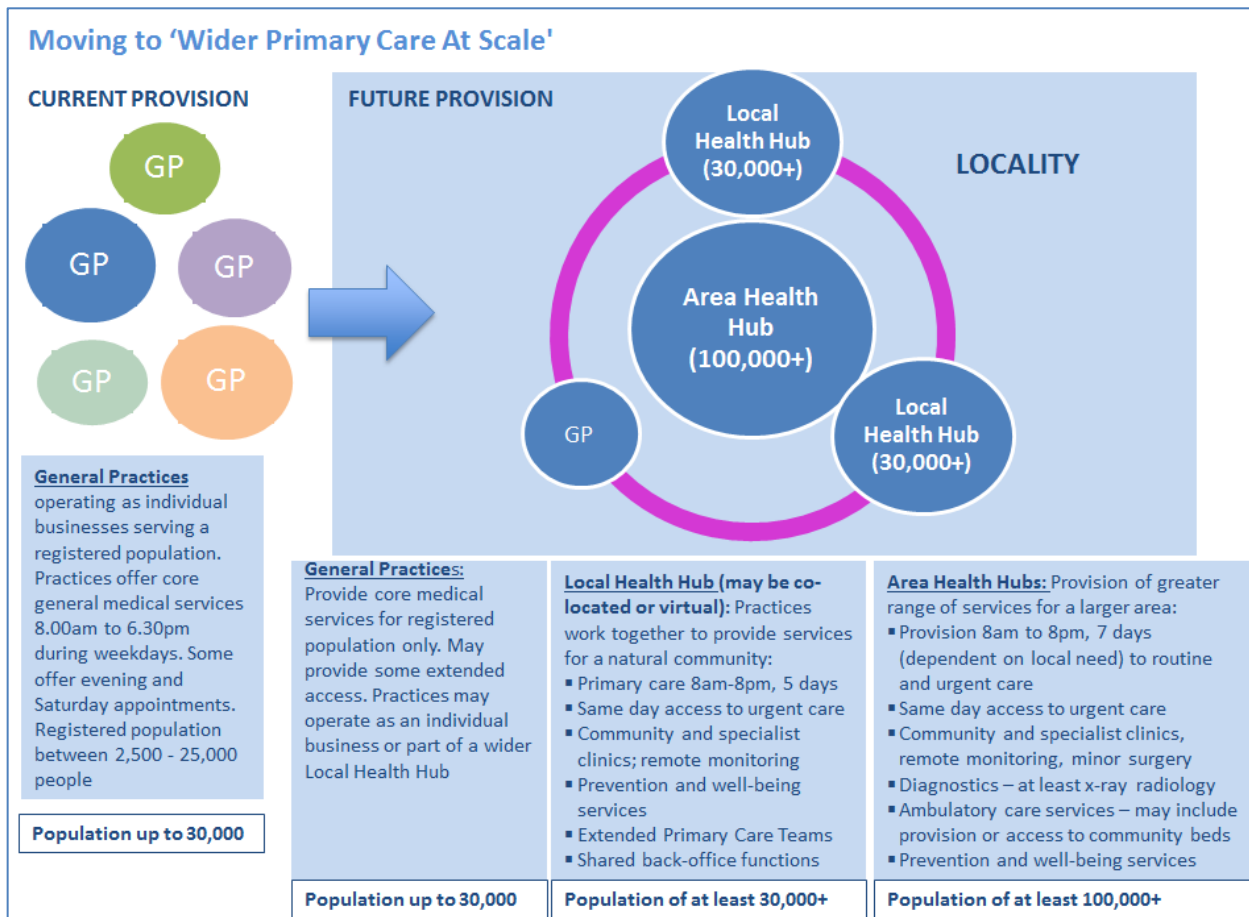 Moving to ‘Wider Primary Care At Scale'
CURRENT PROVISION
GP
GP
GP
GP
GP
General Practices
operating as individual
businesses serving a
registered population.
Practices offer core
general medical services
8.00am to 6.30pm
during weekdays. Some
offer evening and
Saturday appointments.
Registered population
between 2,500 - 25,000
people
Population up to 30,000
FUTURE PROVISION
LOCALITY
Local
Health Hub
(30,000+)
Area Health
Hub
(100,000+)
GP
Local
Health Hub
(30,000+)
General Practices:
Provide core medical
services for registered
population only. May
provide some extended
access. Practices may
operate as an individual
business or part of a wider
Local Health Hub
Population up to 30,000
Local Health Hub (may be co-
located or virtual): Practices
work together to provide services
for a natural community:
▪ Primary care 8am-8pm, 5 days
▪ Same day access to urgent care
▪ Community and specialist
clinics; remote monitoring
▪ Prevention and well-being
services
▪ Extended Primary Care Teams
▪ Shared back-office functions
Population of at least 30,000+
Area Health Hubs: Provision of greater
range of services for a larger area:
▪ Provision 8am to 8pm, 7 days
(dependent on local need) to routine
and urgent care
▪ Same day access to urgent care
▪ Community and specialist clinics,
remote monitoring, minor surgery
▪ Diagnostics – at least x-ray radiology
▪ Ambulatory care services – may include
provision or access to community beds
▪ Prevention and well-being services
Population of at least 100,000+